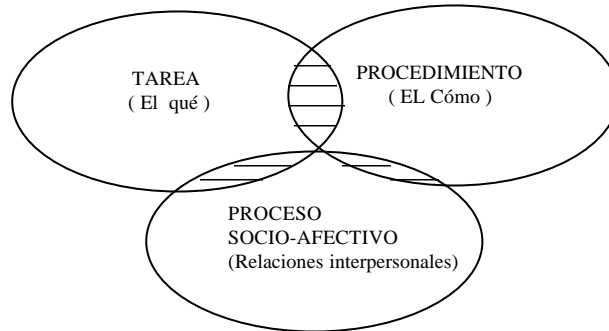 TAREA
( El qué )
PROCEDIMIENTO
( EL Cómo )
PROCESO
SOCIO-AFECTIVO
(Relaciones interpersonales)